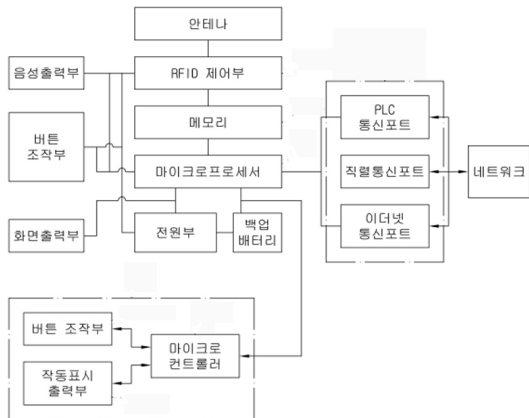 안테나
음성출력부
RFID 제어부
메모리
PLC
통신포트
버튼
조작부
마이크로프로세서
직렬통신포트
네트워크
화면출력부
전원부
백업
배터리
이더넷
통신포트
버튼 조작부
마이크로
컨트롤러
작동표시
출력부